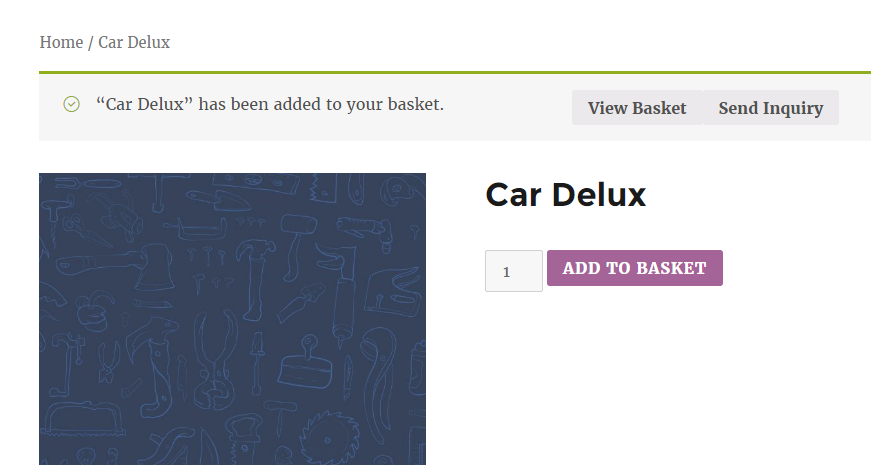 Home / Car Delux
“Car Delux” has been added to your basket.
View Basket
Send Inquiry
Car Delux
1
ADD TO BASKET